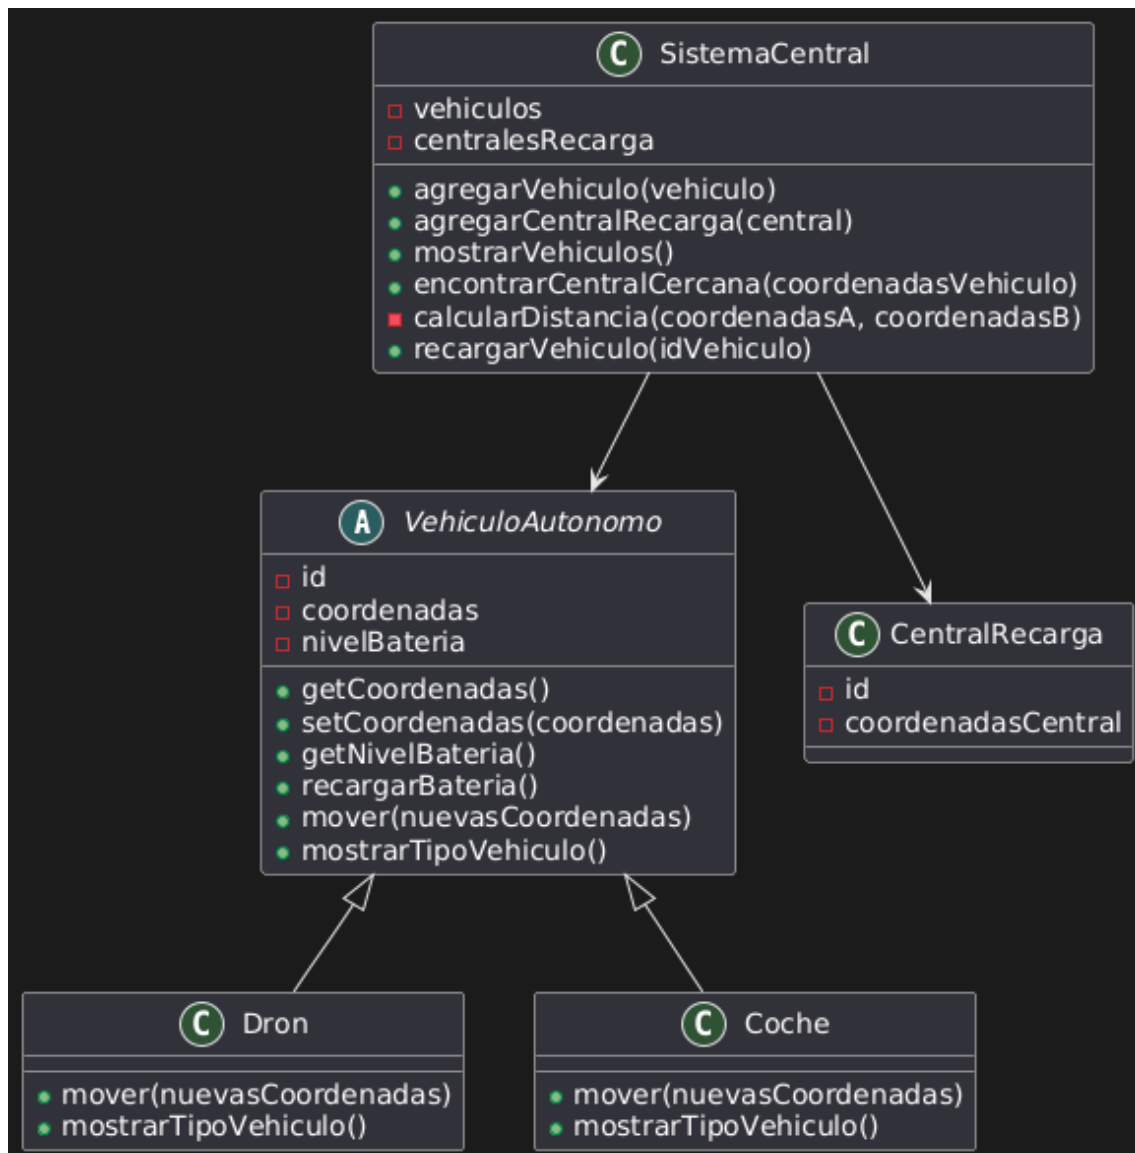 C SistemaCentral
vehiculos
centralesRecarga
agregarVehiculo(vehiculo)
agregarCentralRecarga(central)
mostrarVehiculos()
encontrarCentralCercana(coordenadasVehiculo)
calcularDistancia(coordenadasA, coordenadasB)
recargarVehiculo(idVehiculo)
A VehiculoAutonomo
id
coordenadas
nivelBateria
getCoordenadas()
setCoordenadas(coordenadas)
getNivelBateria()
recargarBateria()
mover(nuevasCoordenadas)
mostrarTipoVehiculo()
C CentralRecarga
id
coordenadasCentral
C Dron
mover(nuevasCoordenadas)
mostrarTipoVehiculo()
C Coche
mover(nuevasCoordenadas)
mostrarTipoVehiculo()